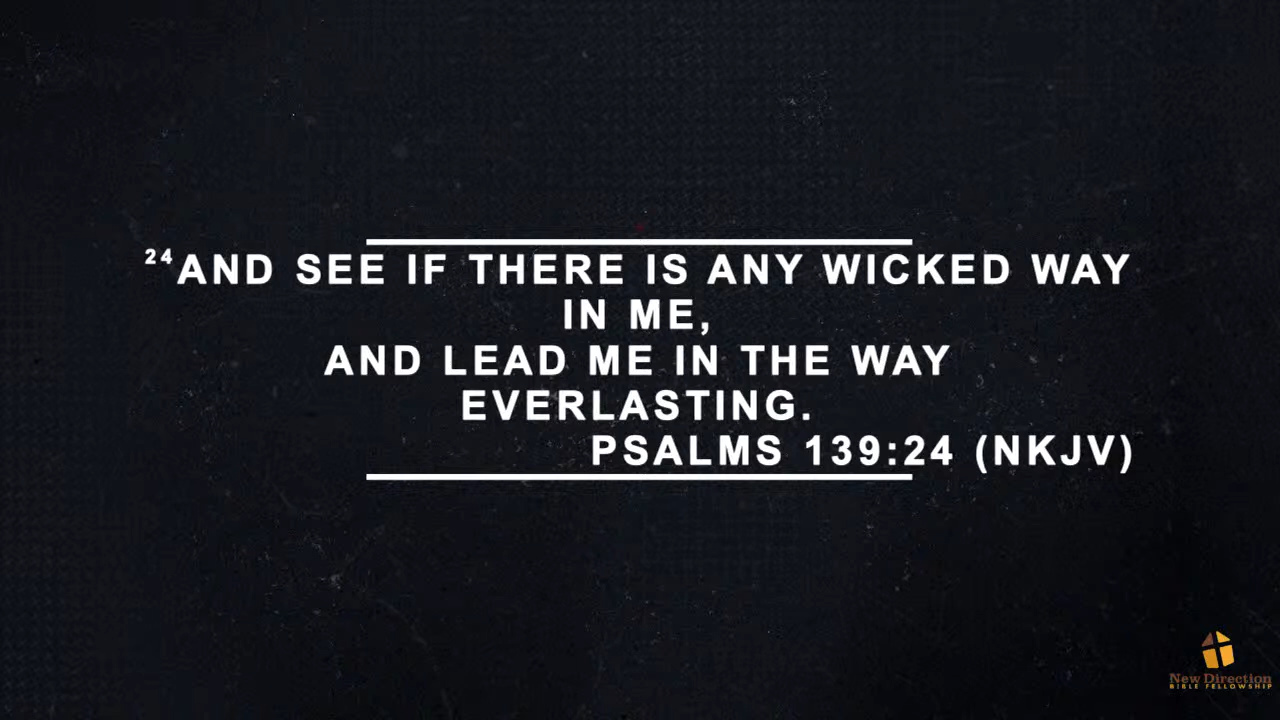 ²⁴AND SEE IF THERE IS ANY WICKED WAY
IN ME,
AND LEAD ME IN THE WAY
EVERLASTING.
PSALMS 139:24 (NKJV)
New Direction
BIBLE FELLOWSHIP